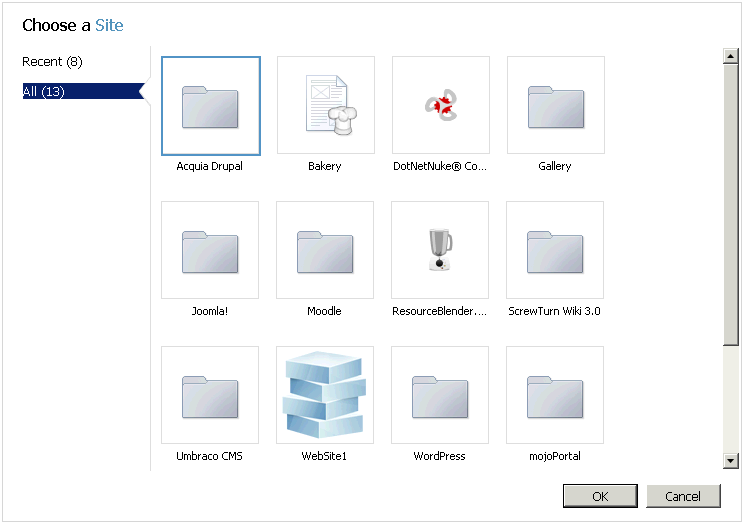 Choose a Site
Recent (8)
All (13)
Acquia Drupal
Bakery
DotNetNuke® Co...
Gallery
Joomla!
Moodle
ResourceBlender....
ScrewTurn Wiki 3.0
Umbraco CMS
WebSite1
WordPress
mojoPortal
OK
Cancel